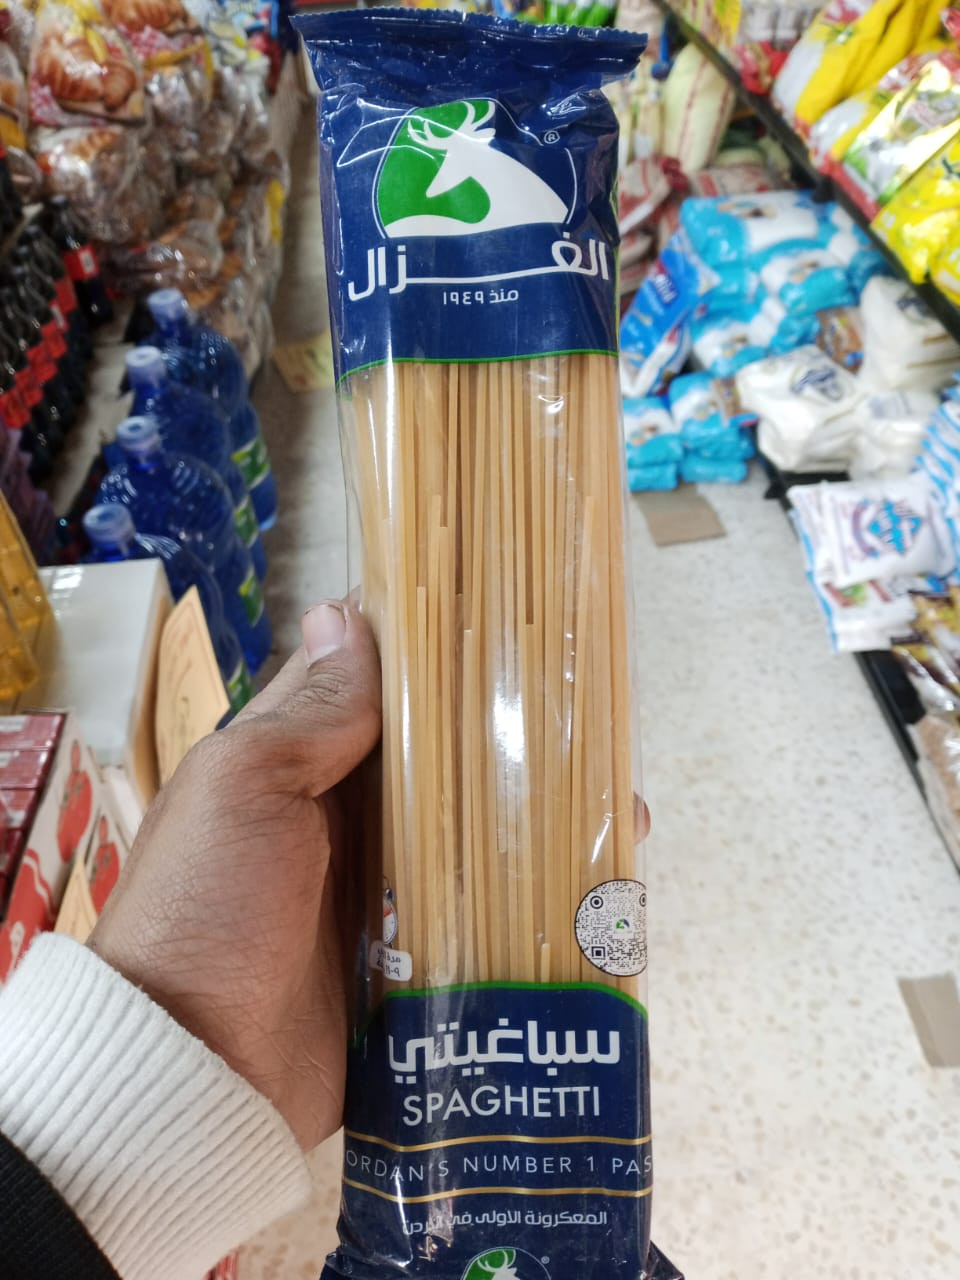 ®
الغزال
منذ ١٩٤٩
سباغيتي
SPAGHETTI
ORDAN'S NUMBER 1 PAS
المعكرونة الاولى في الاردن
®